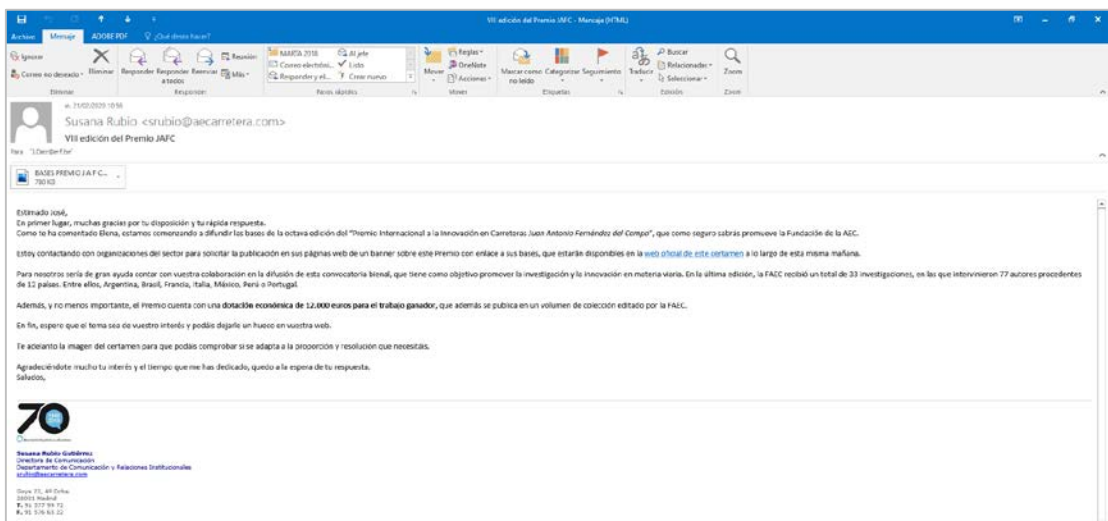 VIII edición del Premio JAFC - Mensaje (HTML)
Archivo Mensaje ADOBE PDF ¿Qué desea hacer?
Ignorar
Correo no deseado
Eliminar
Responder
Responder a todos
Reenviar
Reunión
Más
NAMTA 2018
Al jefe
Correo electróni...
Listo
Responder y el...
Crear nuevo
Mover
Reglas
OneNote
Acciones
Marcar como no leído
Categorizar
Seguimiento
Traducir
Buscar
Relacionadas
Seleccionar
Zoom
Eliminar Responder Pasos rápidos Mover Etiquetas Edición Zoom
Susana Rubio <srubio@aecarretera.com>
VIII edición del Premio JAFC
Para
BASES PREMIO J A F C...
780 KB
Estimado José,
En primer lugar, muchas gracias por tu disposición y tu rápida respuesta.
Como te ha comentado Elena, estamos comenzando a difundir las bases de la octava edición del "Premio Internacional a la Innovación en Carreteras Juan Antonio Fernández del Campo", que como seguro sabrás promueve la Fundación de la AEC.
Estoy contactando con organizaciones del sector para solicitar la publicación en sus páginas web de un banner sobre este Premio con enlace a sus bases, que estarán disponibles en la web oficial de este certamen a lo largo de esta misma mañana.
Para nosotros sería de gran ayuda contar con vuestra colaboración en la difusión de esta convocatoria bienal, que tiene como objetivo promover la investigación y la innovación en materia viaria. En la última edición, la FAEC recibió un total de 33 investigaciones, en las que intervinieron 77 autores procedentes
de 12 países. Entre ellos, Argentina, Brasil, Francia, Italia, México, Perú o Portugal.
Además, y no menos importante, el Premio cuenta con una dotación económica de 12.000 euros para el trabajo ganador, que además se publica en un volumen de colección editado por la FAEC.
En fin, espero que el tema sea de vuestro interés y podáis dejarle un hueco en vuestra web.
Te adelanto la imagen del certamen para que podáis comprobar si se adapta a la proporción y resolución que necesitáis.
Agradeciéndote mucho tu interés y el tiempo que me has dedicado, quedo a la espera de tu respuesta.
Saludos,
70
Susana Rubio Gutiérrez
Directora de Comunicación
Departamento de Comunicación y Relaciones Institucionales
srubio@aecarretera.com
28001 Madrid